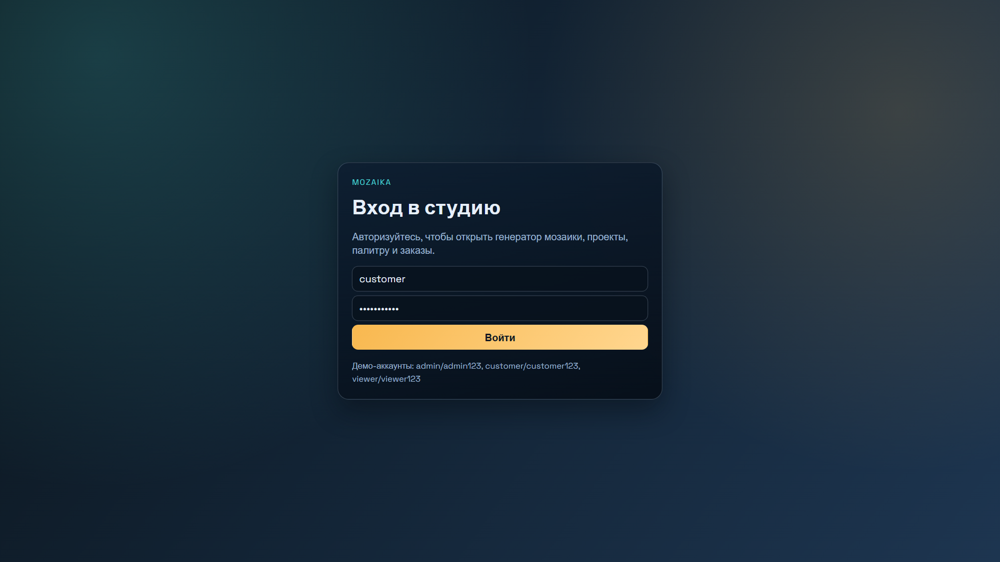 MOZAIKA
Вход в студию
Авторизуйтесь, чтобы открыть генератор мозаики, проекты,
палитру и заказы.
customer
•••••••••••
Войти
Демо-аккаунты: admin/admin123, customer/customer123,
viewer/viewer123